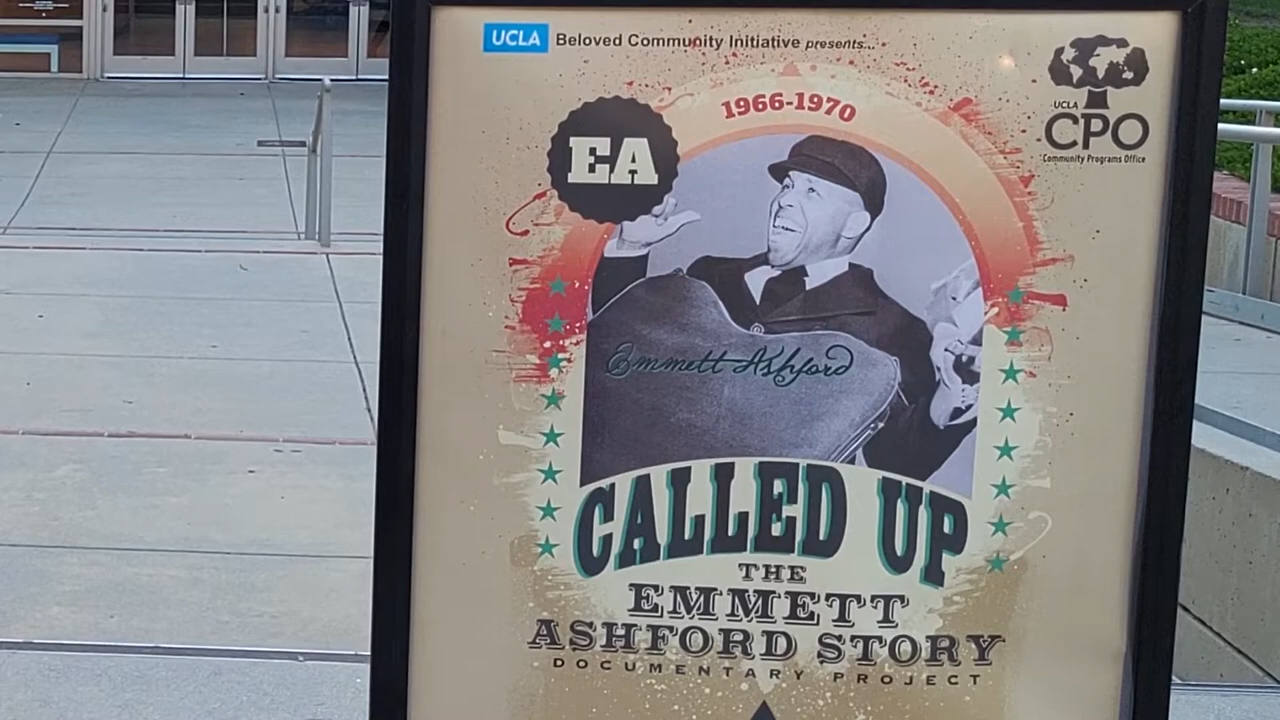 UCLA Beloved Community Initiative presents...
1966-1970
EA
UCLA
CPO
Community Programs Office
Emmett Ashford
CALLED UP
THE
EMMETT
ASHFORD STORY
DOCUMENTARY PROJECT